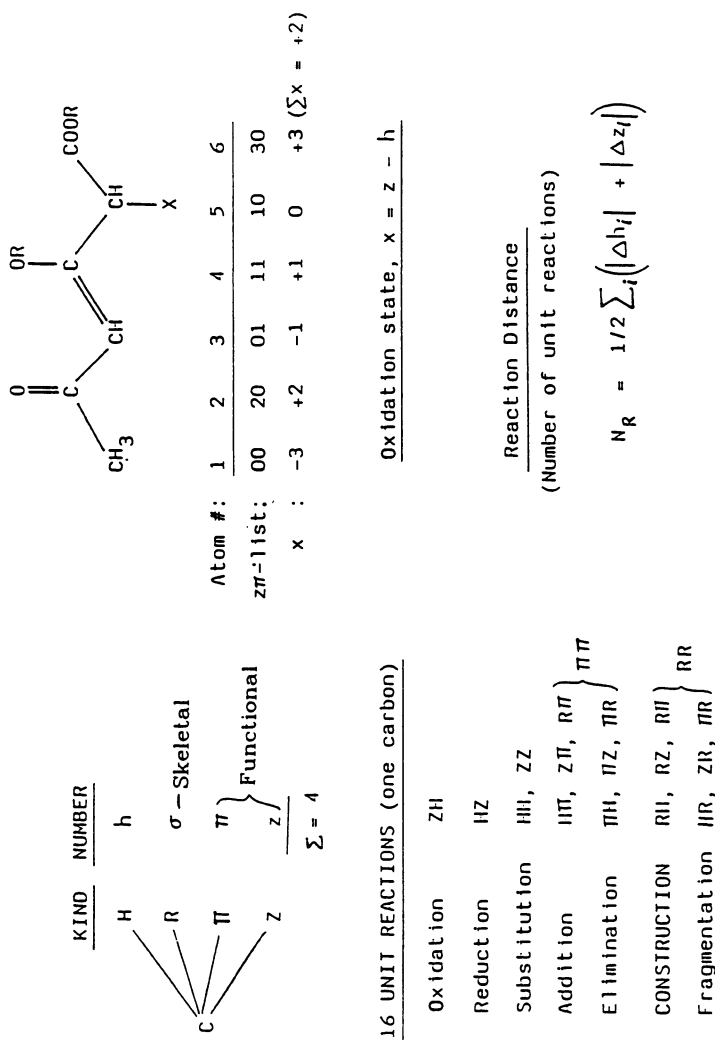 KIND NUMBER
H h
R σ – Skeletal
C
Π π
Functional
Z z
Σ = 4
16 UNIT REACTIONS (one carbon)
Oxidation ZH
Reduction HZ
Substitution HH, ZZ
Addition HΠ, ZΠ, RΠ
ΠΠ
Elimination ΠH, ΠZ, ΠR
CONSTRUCTION RH, RZ, RΠ
RR
Fragmentation HR, ZR, ΠR
O OR
C C COOR
CH3 CH CH
X
Atom #: 1 2 3 4 5 6
zπ-list: 00 20 01 11 10 30
x : -3 +2 -1 +1 0 +3 (Σx = +2)
Oxidation state, x = z - h
Reaction Distance
(Number of unit reactions)
N_R = 1/2 Σ_i (|Δh_i| + |Δz_i|)